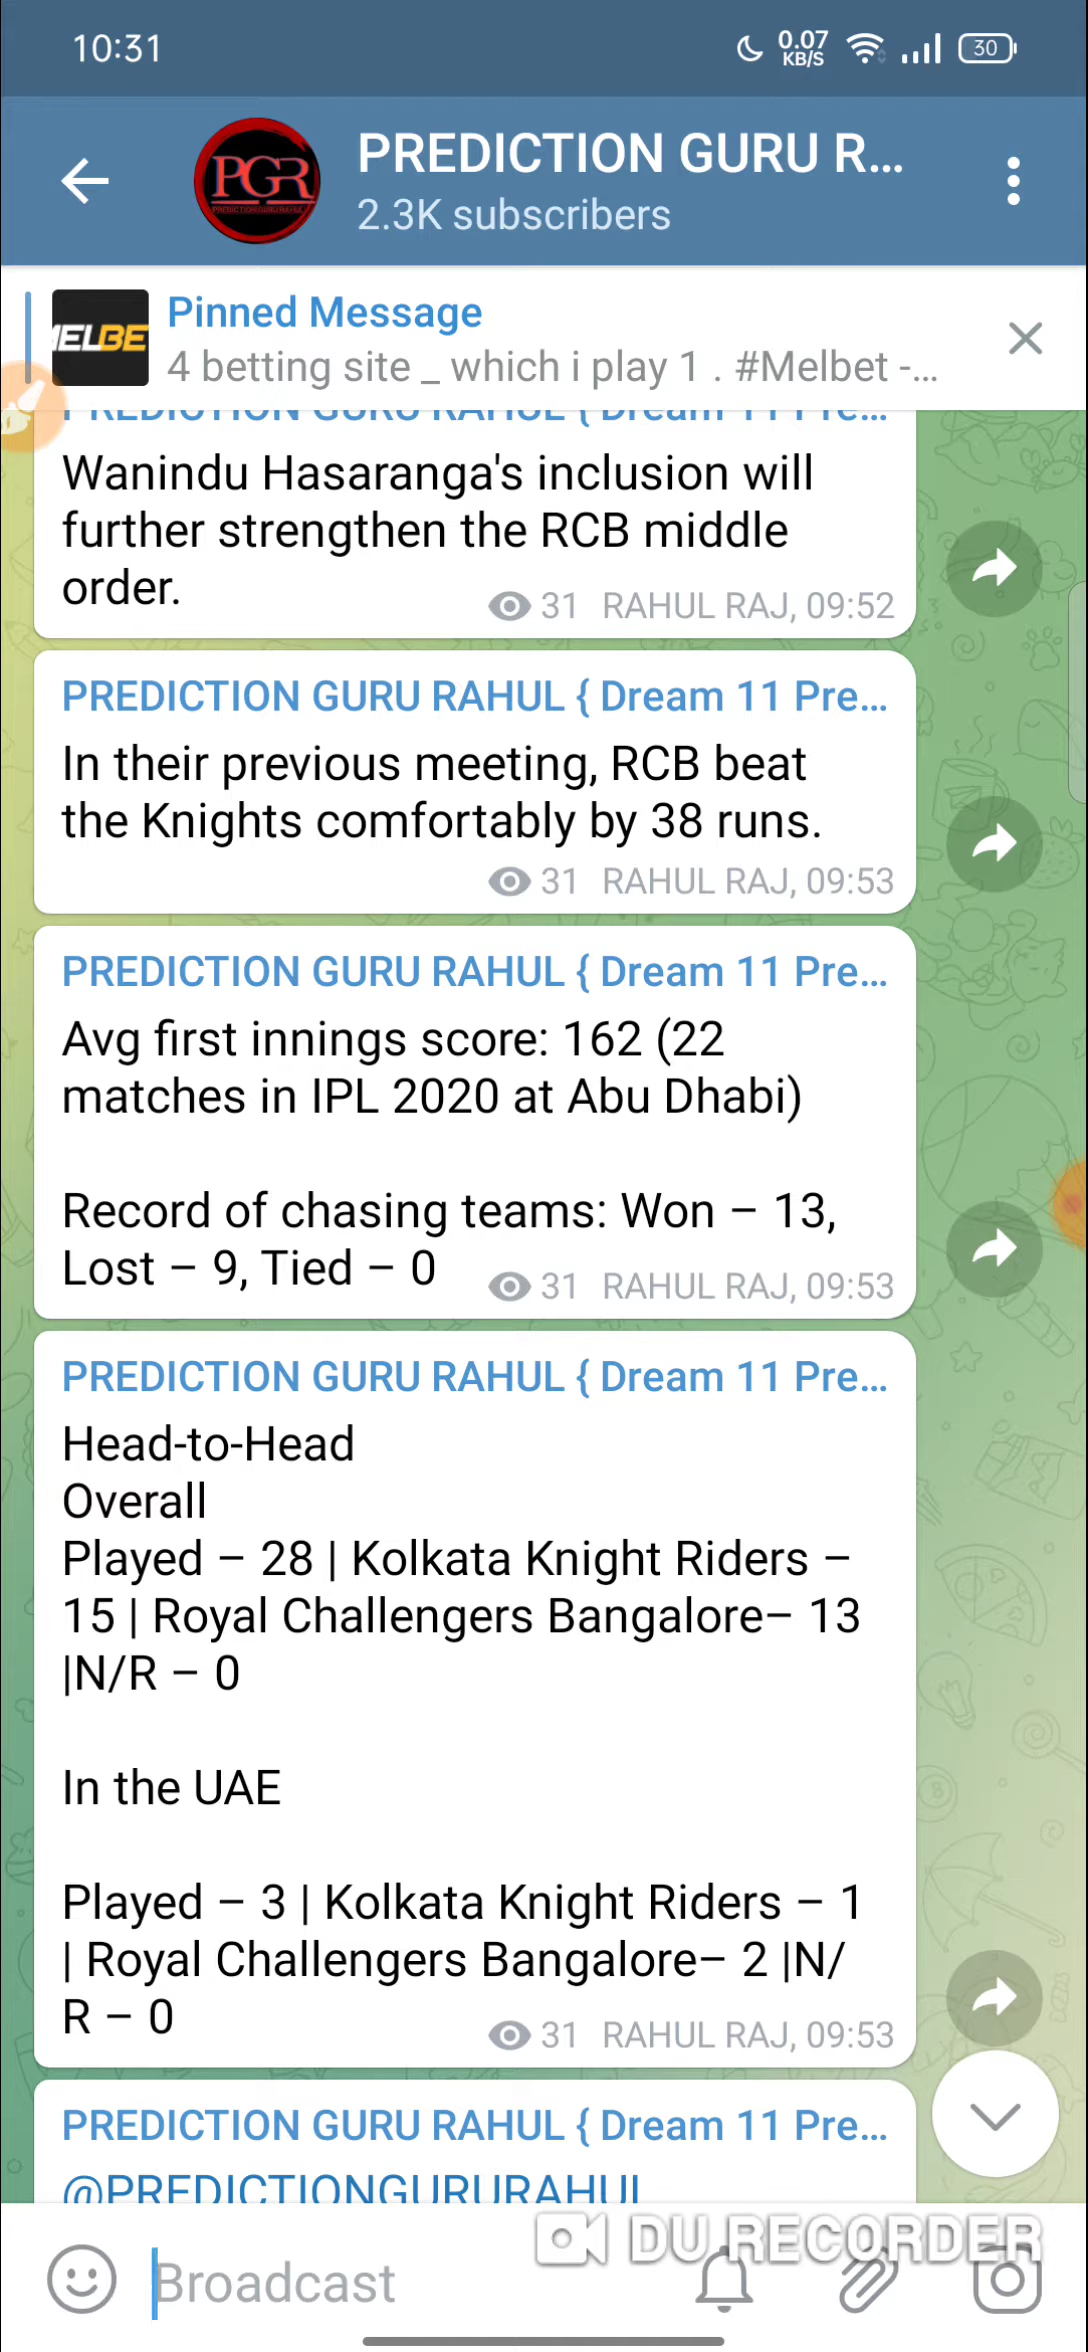 10:31
0.07
KB/S
30
PGR
PREDICTION GURU R...
2.3K subscribers
Pinned Message
MELBE
4 betting site _ which i play 1 . #Melbet -...
PREDICTION GURU RAHUL { Dream 11 Pre...
Wanindu Hasaranga's inclusion will
further strengthen the RCB middle
order.
31 RAHUL RAJ, 09:52
PREDICTION GURU RAHUL { Dream 11 Pre...
In their previous meeting, RCB beat
the Knights comfortably by 38 runs.
31 RAHUL RAJ, 09:53
PREDICTION GURU RAHUL { Dream 11 Pre...
Avg first innings score: 162 (22
matches in IPL 2020 at Abu Dhabi)
Record of chasing teams: Won – 13,
Lost – 9, Tied – 0
31 RAHUL RAJ, 09:53
PREDICTION GURU RAHUL { Dream 11 Pre...
Head-to-Head
Overall
Played – 28 | Kolkata Knight Riders –
15 | Royal Challengers Bangalore– 13
|N/R – 0
In the UAE
Played – 3 | Kolkata Knight Riders – 1
| Royal Challengers Bangalore– 2 |N/
R – 0
31 RAHUL RAJ, 09:53
PREDICTION GURU RAHUL { Dream 11 Pre...
@PREDICTIONGURURAHUL
DU RECORDER
Broadcast